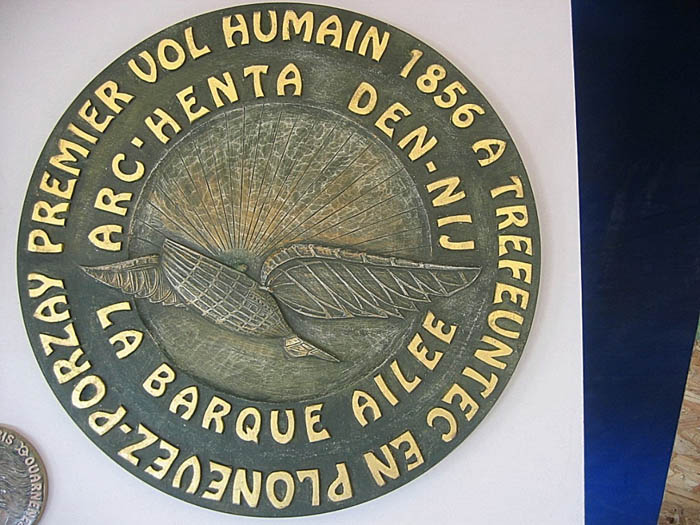 PREMIER VOL HUMAIN 1856 A TREFEUNTEC EN PLONEVEZ-PORZAY
ARC'HENTA DEN-NIJ
LA BARQUE AILEE